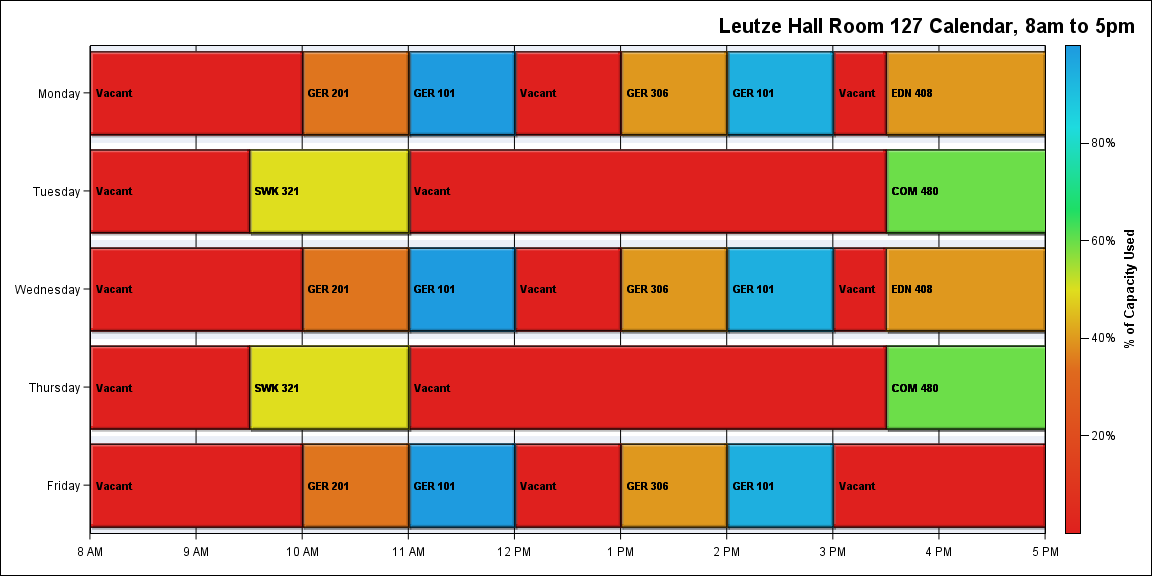 Leutze Hall Room 127 Calendar, 8am to 5pm
Monday
Vacant
GER 201
GER 101
Vacant
GER 306
GER 101
Vacant
EDN 408
Tuesday
Vacant
SWK 321
Vacant
COM 480
Wednesday
Vacant
GER 201
GER 101
Vacant
GER 306
GER 101
Vacant
EDN 408
Thursday
Vacant
SWK 321
Vacant
COM 480
Friday
Vacant
GER 201
GER 101
Vacant
GER 306
GER 101
Vacant
8 AM
9 AM
10 AM
11 AM
12 PM
1 PM
2 PM
3 PM
4 PM
5 PM
80%
60%
40%
20%
% of Capacity Used